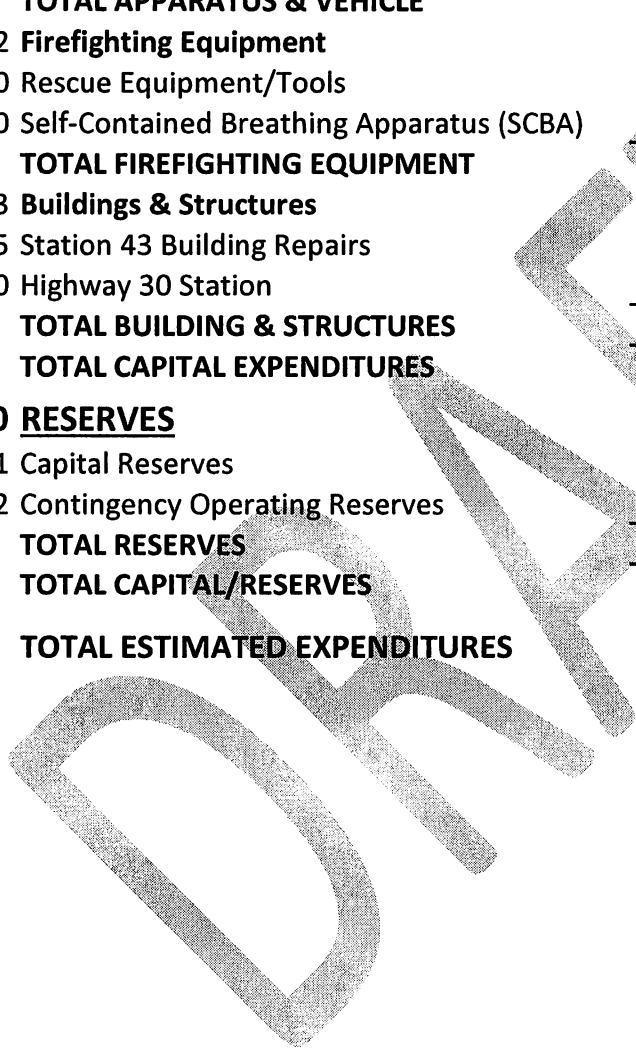 TOTAL APPARATUS & VEHICLE
2 Firefighting Equipment
0 Rescue Equipment/Tools
0 Self-Contained Breathing Apparatus (SCBA)
TOTAL FIREFIGHTING EQUIPMENT
3 Buildings & Structures
5 Station 43 Building Repairs
0 Highway 30 Station
TOTAL BUILDING & STRUCTURES
TOTAL CAPITAL EXPENDITURES
0 RESERVES
1 Capital Reserves
2 Contingency Operating Reserves
TOTAL RESERVES
TOTAL CAPITAL/RESERVES
TOTAL ESTIMATED EXPENDITURES
DRAF